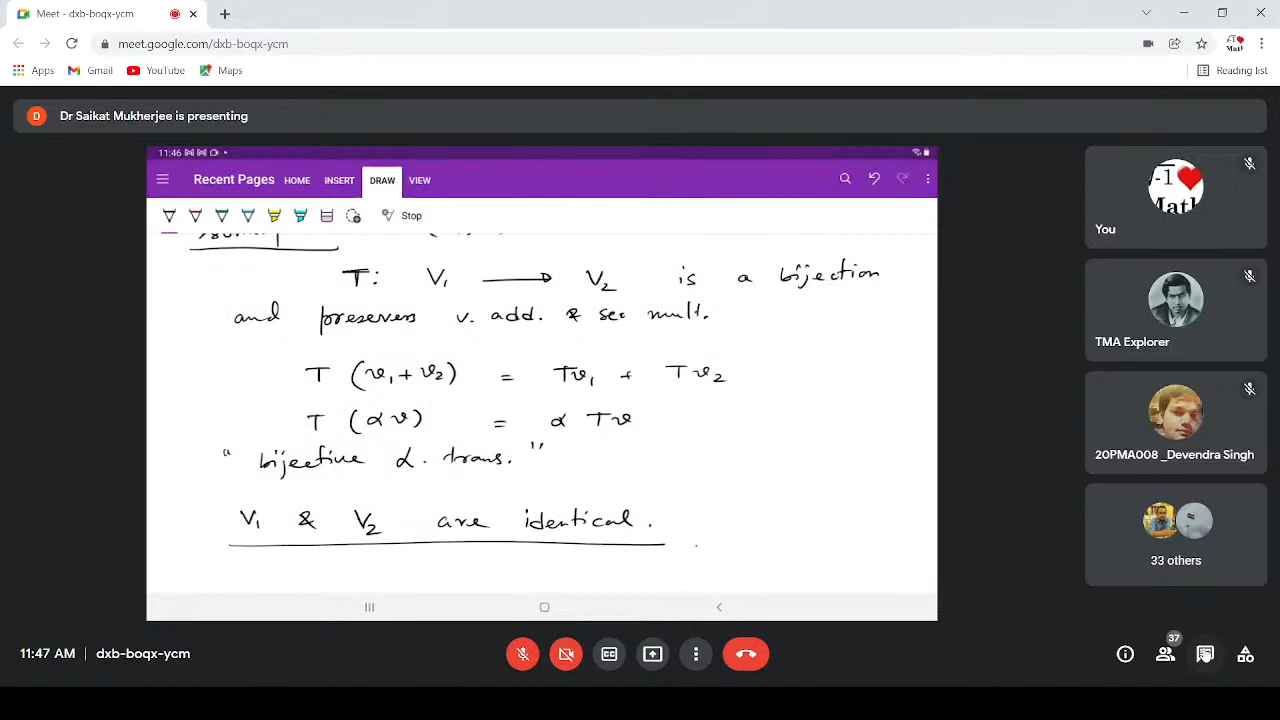 Meet - dxb-boqx-ycm
meet.google.com/dxb-boqx-ycm
Apps Gmail YouTube Maps
Reading list
D Dr Saikat Mukherjee is presenting
11:46
Recent Pages HOME INSERT DRAW VIEW
Stop
T: V₁ ⟶ V₂ is a bijection
and preserves v. add. & sc mult.
T (v₁ + v₂) = Tv₁ + Tv₂
T (αv) = α Tv
" bijective L. trans. "
V₁ & V₂ are identical.
√-1 Math
You
TMA Explorer
20PMA008 _Devendra Singh
33 others
11:47 AM | dxb-boqx-ycm
37